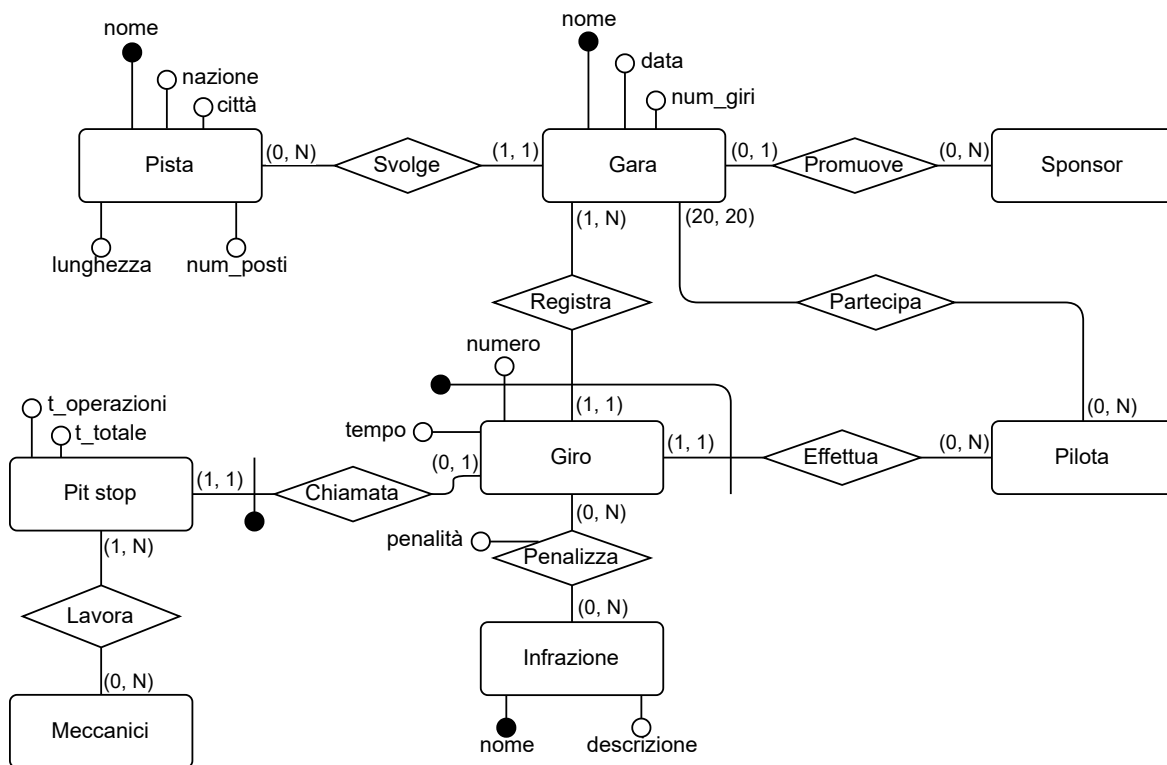 nome
nome
data
nazione
num_giri
città
(0, N)
(1, 1)
(0, 1)
(0, N)
Pista
Svolge
Gara
Promuove
Sponsor
(1, N)
(20, 20)
lunghezza
num_posti
Registra
Partecipa
numero
t_operazioni
(1, 1)
(0, N)
t_totale
tempo
(0, 1)
Giro
(1, 1)
Effettua
(0, N)
Pilota
Pit stop
(1, 1)
Chiamata
(0, N)
penalità
(1, N)
Penalizza
Lavora
(0, N)
Infrazione
(0, N)
Meccanici
nome
descrizione